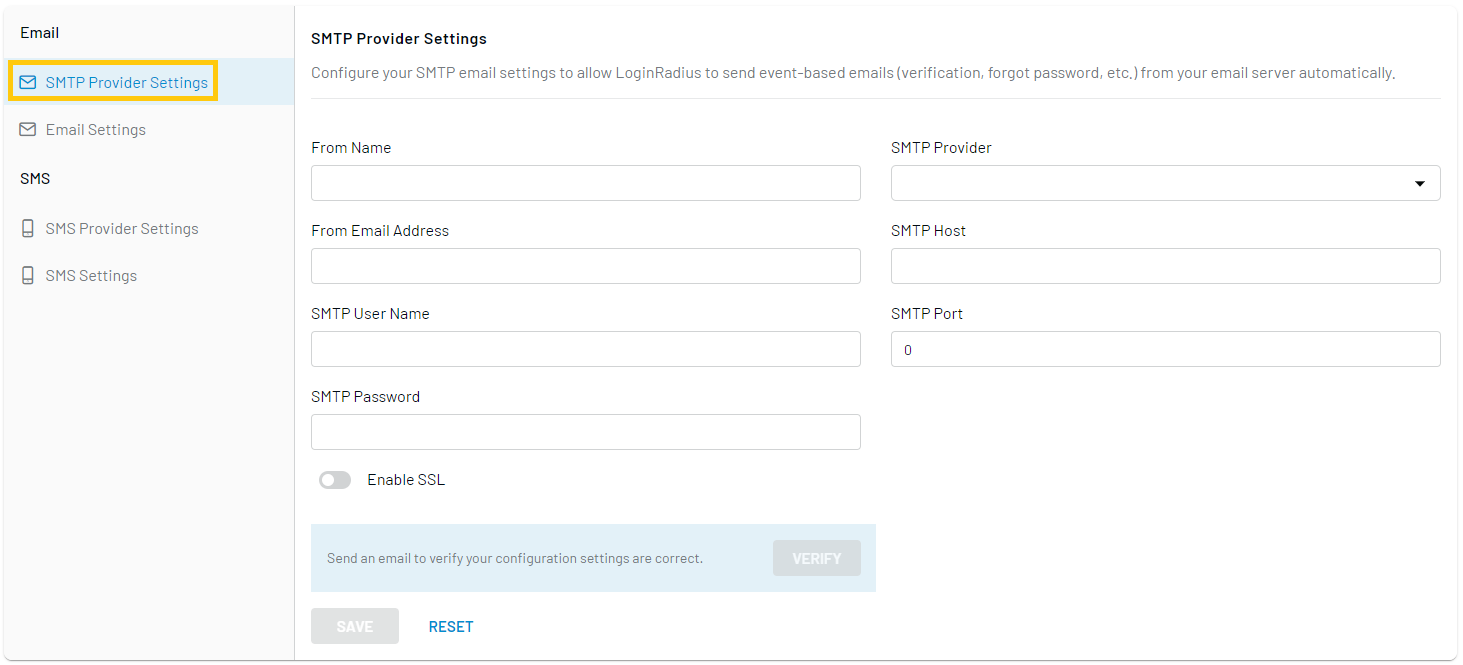 Email
SMTP Provider Settings
Email Settings
SMS
SMS Provider Settings
SMS Settings
SMTP Provider Settings
Configure your SMTP email settings to allow LoginRadius to send event-based emails (verification, forgot password, etc.) from your email server automatically.
From Name
SMTP Provider
From Email Address
SMTP Host
SMTP User Name
SMTP Port
0
SMTP Password
Enable SSL
Send an email to verify your configuration settings are correct.
VERIFY
SAVE
RESET